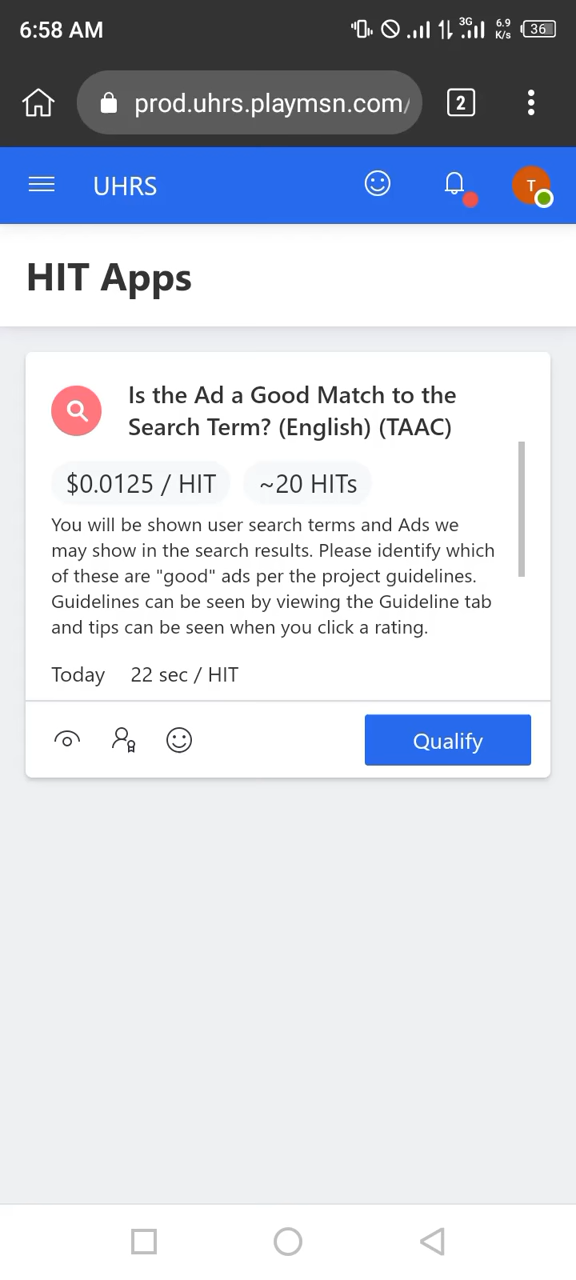 6:58 AM
3G
6.9
K/s
36
prod.uhrs.playmsn.com/
2
UHRS
T
HIT Apps
Is the Ad a Good Match to the
Search Term? (English) (TAAC)
$0.0125 / HIT
~20 HITs
You will be shown user search terms and Ads we
may show in the search results. Please identify which
of these are "good" ads per the project guidelines.
Guidelines can be seen by viewing the Guideline tab
and tips can be seen when you click a rating.
Today 22 sec / HIT
Qualify